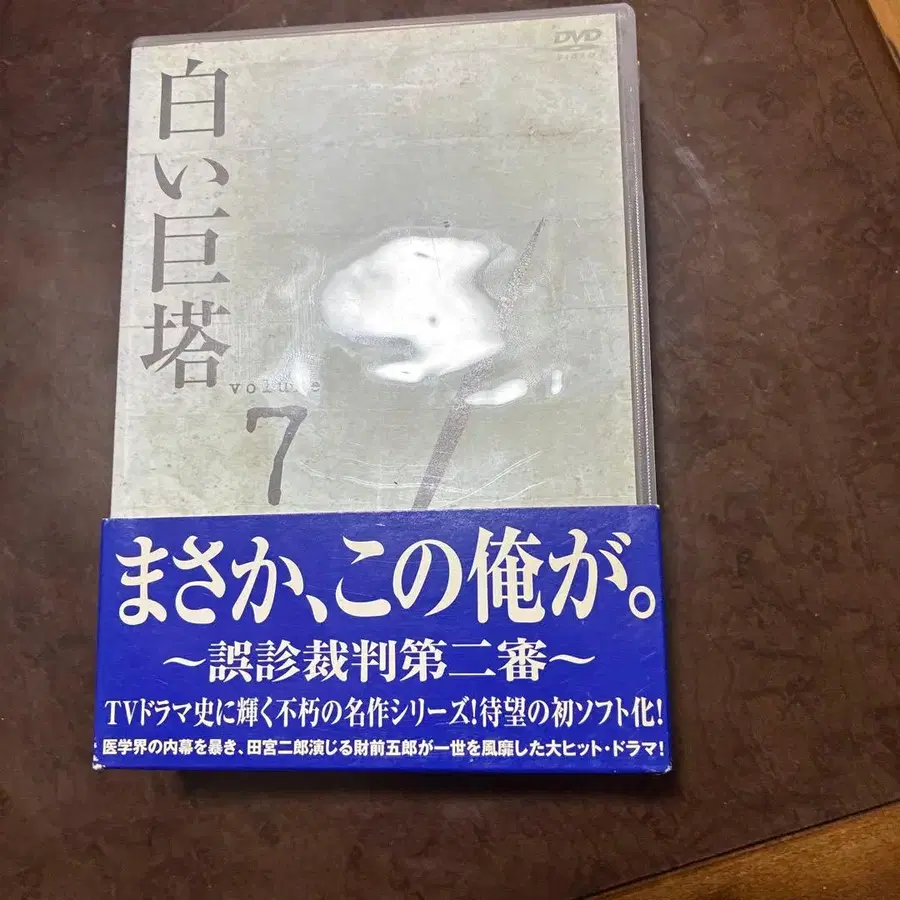 DVD
VIDEO
白い巨塔
volume
7
まさか、この俺が。
～誤診裁判第二審～
TVドラマ史に輝く不朽の名作シリーズ!待望の初ソフト化!
医学界の内幕を暴き、田宮二郎演じる財前五郎が一世を風靡した大ヒット・ドラマ!